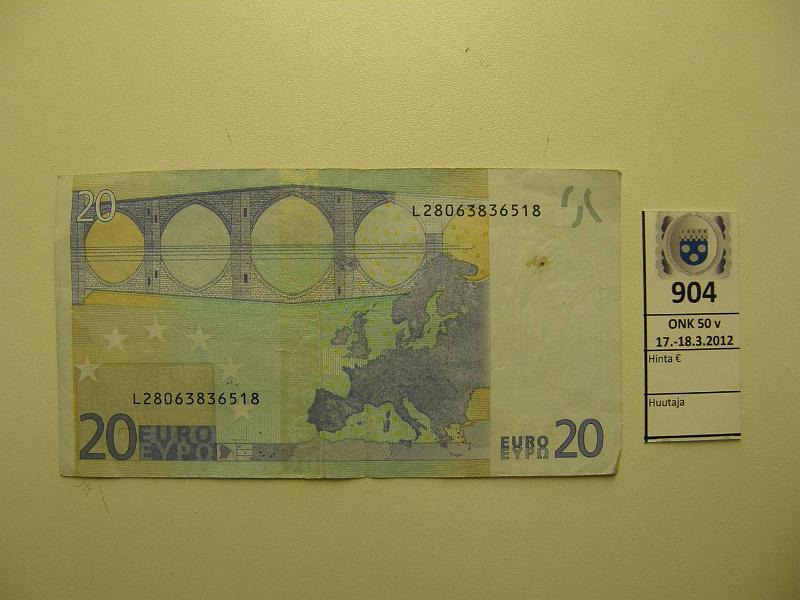 20
L28063836518
L28063836518
20 EURO
ΕΥΡΩ
EURO 20
ΕΥΡΩ
904
ONK 50 v
17.-18.3.2012
Hinta €
Huutaja